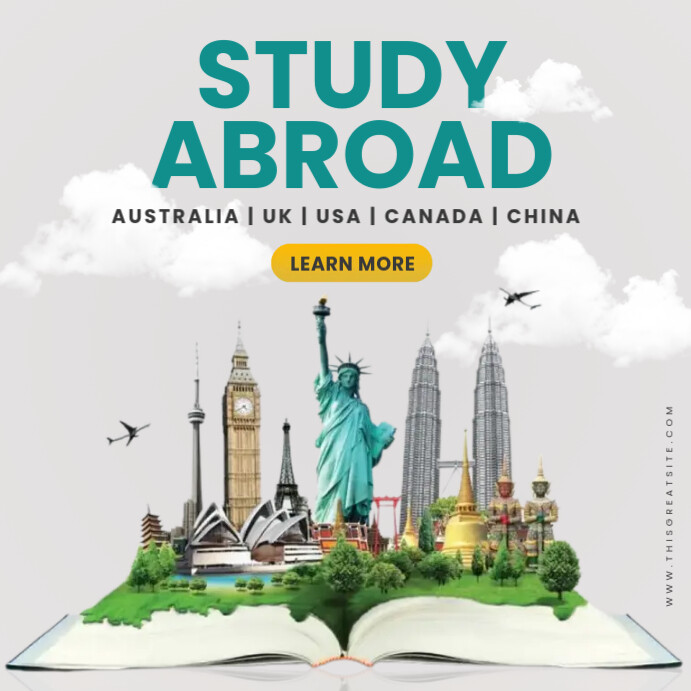 STUDY
ABROAD
AUSTRALIA | UK | USA | CANADA | CHINA
LEARN MORE
WWW.THISGREATSITE.COM